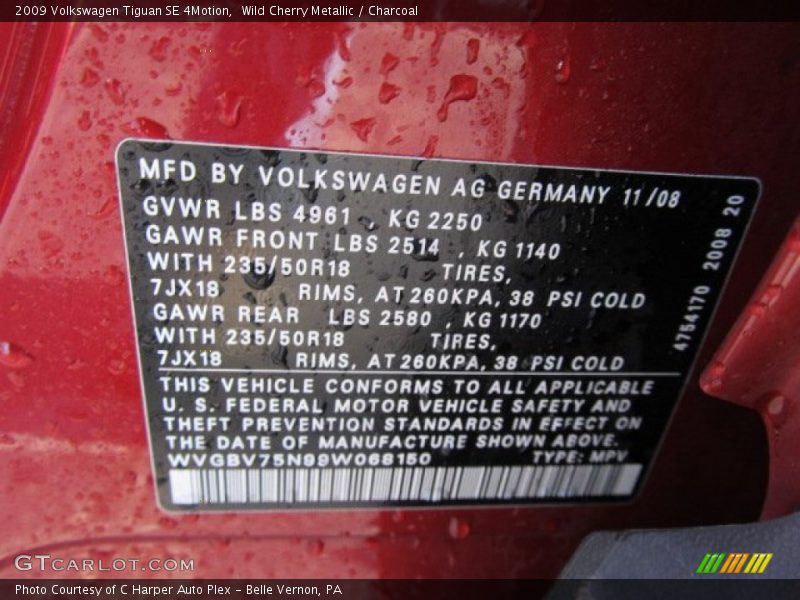 2009 Volkswagen Tiguan SE 4Motion, Wild Cherry Metallic / Charcoal
MFD BY VOLKSWAGEN AG GERMANY 11/08
GVWR LBS 4961 , KG 2250
GAWR FRONT LBS 2514 , KG 1140
WITH 235/50R18 TIRES,
7JX18 RIMS, AT 260KPA, 38 PSI COLD
GAWR REAR LBS 2580 , KG 1170
WITH 235/50R18 TIRES,
7JX18 RIMS, AT 260KPA, 38 PSI COLD
THIS VEHICLE CONFORMS TO ALL APPLICABLE
U. S. FEDERAL MOTOR VEHICLE SAFETY AND
THEFT PREVENTION STANDARDS IN EFFECT ON
THE DATE OF MANUFACTURE SHOWN ABOVE.
WVGBV75N99W068150 TYPE: MPV
4754170 2008 20
GTCARLOT.COM
Photo Courtesy of C Harper Auto Plex - Belle Vernon, PA